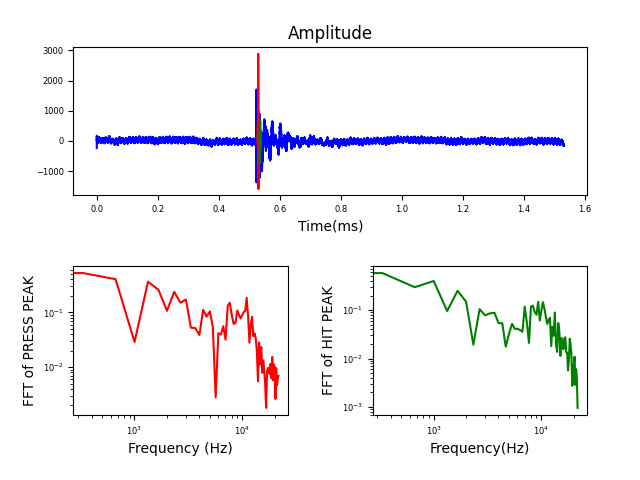 Amplitude
3000
2000
1000
0
−1000
0.0 0.2 0.4 0.6 0.8 1.0 1.2 1.4 1.6
Time(ms)
FFT of PRESS PEAK
10⁻¹
10⁻²
10³ 10⁴
Frequency (Hz)
FFT of HIT PEAK
10⁻¹
10⁻²
10⁻³
10³ 10⁴
Frequency(Hz)